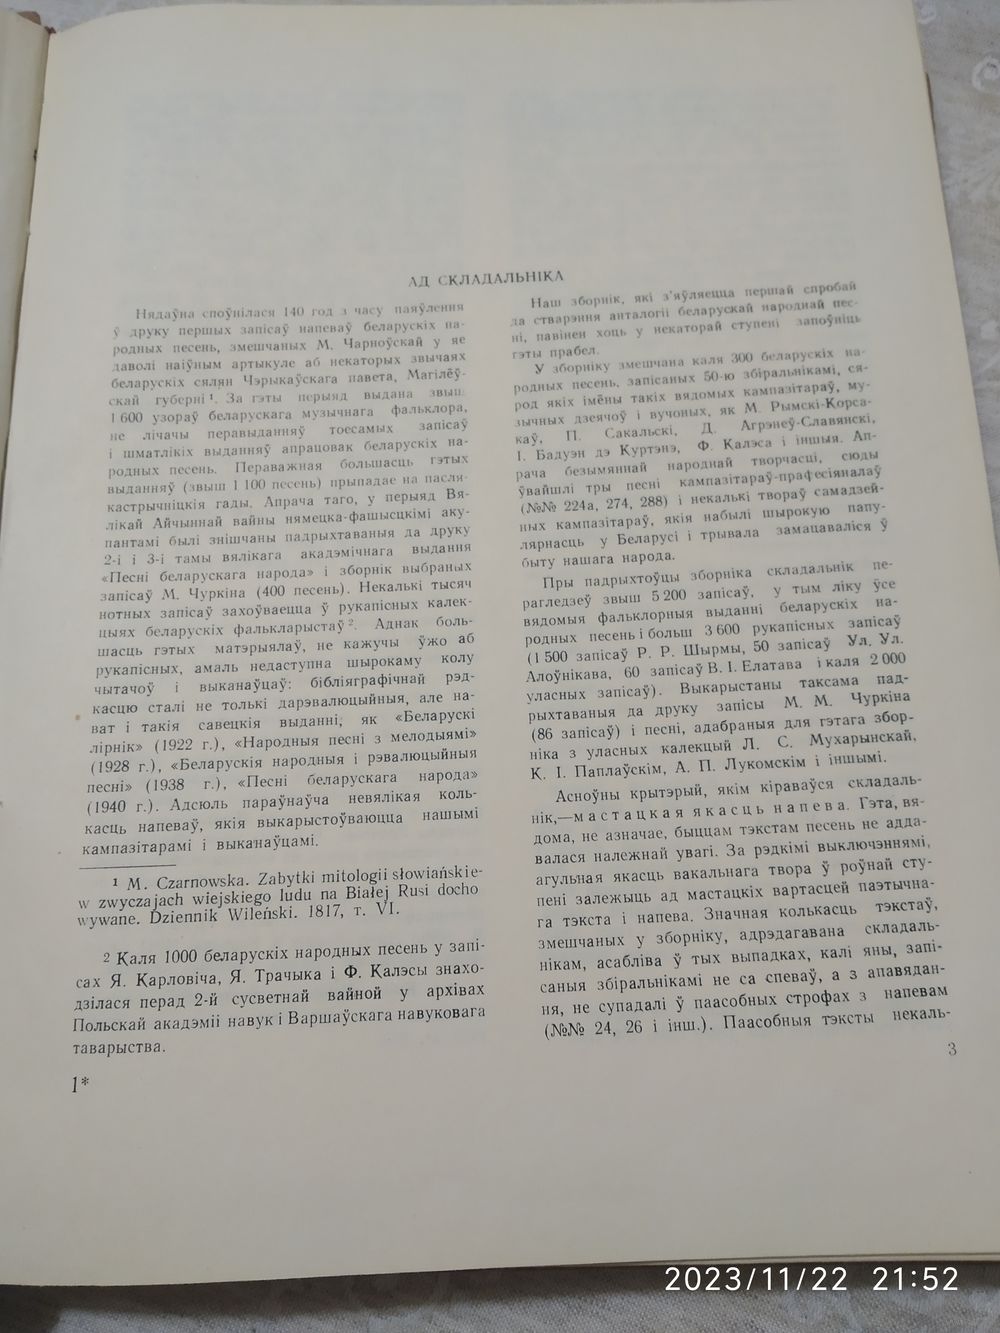 АД СКЛАДАЛЬНІКА
Нядаўна споўнілася 140 год з часу паяўлення
ў друку першых запісаў напеваў беларускіх на-
родных песень, змешчаных М. Чарноўскай у яе
даволі наіўным артыкуле аб некаторых звычаях
беларускіх сялян Чэрыкаўскага павета, Магілёў-
скай губерні¹. За гэты перыяд выдана звыш
1 600 узораў беларускага музычнага фальклора,
не лічачы перавыданняў тоесамых запісаў
і шматлікіх выданняў апрацовак беларускіх на-
родных песень. Пераважная большасць гэтых
выданняў (звыш 1 100 песень) прыпадае на пасля-
кастрычніцкія гады. Апрача таго, у перыяд Вя-
лікай Айчыннай вайны нямецка-фашысцкімі аку-
пантамі былі знішчаны падрыхтаваныя да друку
2-і і 3-і тамы вялікага акадэмічнага выдання
«Песні беларускага народа» і зборнік выбраных
запісаў М. Чуркіна (400 песень). Некалькі тысяч
нотных запісаў захоўваецца ў рукапісных калек-
цыях беларускіх фалькларыстаў². Аднак боль-
шасць гэтых матэрыялаў, не кажучы ўжо аб
рукапісных, амаль недаступна шырокаму колу
чытачоў і выканаўцаў: бібліяграфічнай рэд-
касцю сталі не толькі дарэвалюцыйныя, але на-
ват і такія савецкія выданні, як «Беларускі
лірнік» (1922 г.), «Народныя песні з мелодыямі»
(1928 г.), «Беларускія народныя і рэвалюцыйныя
песні» (1938 г.), «Песні беларускага народа»
(1940 г.). Адсюль параўнаўча невялікая коль-
касць напеваў, якія выкарыстоўваюцца нашымі
кампазітарамі і выканаўцамі.
¹ M. Czarnowska. Zabytki mitologii słowiańskie-
w zwyczajach wiejskiego ludu na Białej Rusi docho
wywane. Dziennik Wileński. 1817, т. VI.
² Каля 1000 беларускіх народных песень у запі-
сах Я. Карловіча, Я. Трачыка і Ф. Калэсы знахо-
дзілася перад 2-й сусветнай вайной у архівах
Польскай акадэміі навук і Варшаўскага навуковага
таварыства.
1*
Наш зборнік, які з'яўляецца першай спробай
да стварэння анталогіі беларускай народнай пес-
ні, павінен хоць у некаторай ступені запоўніць
гэты прабел.
У зборніку змешчана каля 300 беларускіх на-
родных песень, запісаных 50-ю збіральнікамі, ся-
род якіх імёны такіх вядомых кампазітараў, му-
зычных дзеячоў і вучоных, як М. Рымскі-Корса-
каў, П. Сакальскі, Д. Агрэнеў-Славянскі,
І. Бадуэн дэ Куртэнэ, Ф. Калэса і іншыя. Ап-
рача безымяннай народнай творчасці, сюды
ўвайшлі тры песні кампазітараў-прафесіяналаў
(№№ 224а, 274, 288) і некалькі твораў самадзей-
ных кампазітараў, якія набылі шырокую папу-
лярнасць у Беларусі і трывала замацаваліся ў
быту нашага народа.
Пры падрыхтоўцы зборніка складальнік пе-
рагледзеў звыш 5 200 запісаў, у тым ліку ўсе
вядомыя фальклорныя выданні беларускіх на-
родных песень і больш 3 600 рукапісных запісаў
(1 500 запісаў Р. Р. Шырмы, 50 запісаў Ул. Ул.
Алоўнікава, 60 запісаў В. І. Елатава і каля 2 000
уласных запісаў). Выкарыстаны таксама пад-
рыхтаваныя да друку запісы М. М. Чуркіна
(86 запісаў) і песні, адабраныя для гэтага збор-
ніка з уласных калекцый Л. С. Мухарынскай,
К. І. Паплаўскім, А. П. Лукомскім і іншымі.
Асноўны крытэрый, якім кіраваўся складаль-
нік,—мастацкая якасць напева. Гэта, вя-
дома, не азначае, быццам тэкстам песень не адда-
валася належнай увагі. За рэдкімі выключэннямі,
агульная якасць вакальнага твора ў роўнай сту-
пені залежыць ад мастацкіх вартасцей паэтычна-
га тэкста і напева. Значная колькасць тэкстаў,
змешчаных у зборніку, адрэдагавана складаль-
нікам, асабліва ў тых выпадках, калі яны, запі-
саныя збіральнікамі не са спеваў, а з апавядан-
ня, не супадалі ў паасобных строфах з напевам
(№№ 24, 26 і інш.). Паасобныя тэксты некаль-
3
2023/11/22 21:52